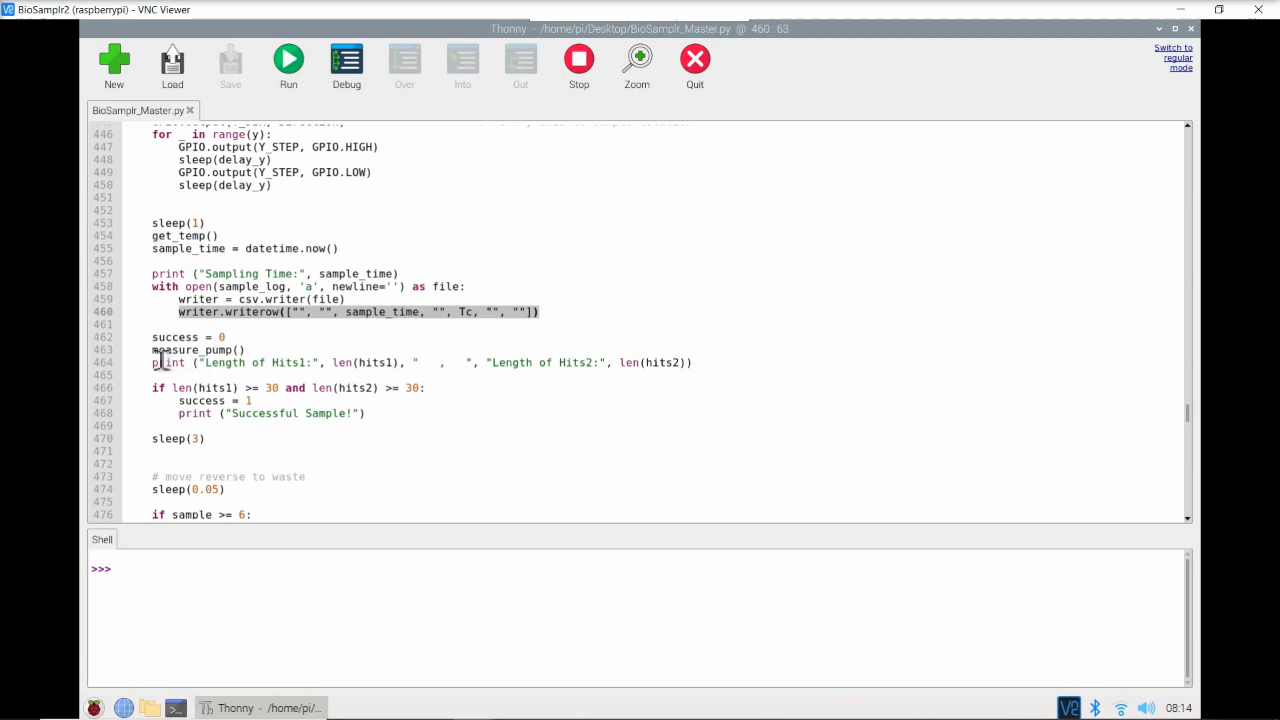 BioSamplr2 (raspberrypi) - VNC Viewer
Thonny - /home/pi/Desktop/BioSamplr_Master.py @ 460:63
New Load Save Run Debug Over Into Out Stop Zoom Quit
Switch to
regular
mode
BioSamplr_Master.py
446 for _ in range(y):
447 GPIO.output(Y_STEP, GPIO.HIGH)
448 sleep(delay_y)
449 GPIO.output(Y_STEP, GPIO.LOW)
450 sleep(delay_y)
451
452
453 sleep(1)
454 get_temp()
455 sample_time = datetime.now()
456
457 print ("Sampling Time:", sample_time)
458 with open(sample_log, 'a', newline='') as file:
459 writer = csv.writer(file)
460 writer.writerow(["", "", sample_time, "", Tc, "", ""])
461
462 success = 0
463 measure_pump()
464 print ("Length of Hits1:", len(hits1), "   ,   ", "Length of Hits2:", len(hits2))
465
466 if len(hits1) >= 30 and len(hits2) >= 30:
467 success = 1
468 print ("Successful Sample!")
469
470 sleep(3)
471
472
473 # move reverse to waste
474 sleep(0.05)
475
476 if sample >= 6:
Shell
>>>
Thonny - /home/pi/... 08:14